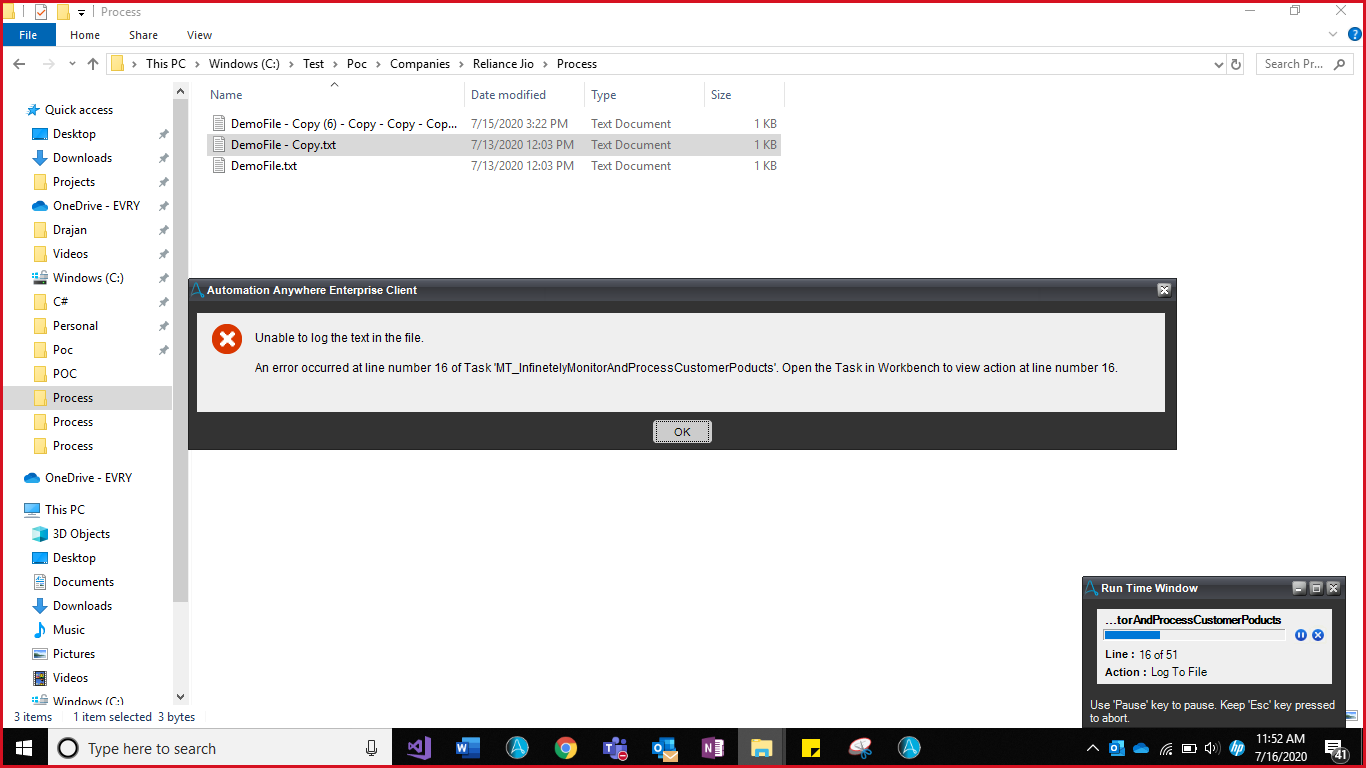 Process
File Home Share View
This PC Windows (C:) Test Poc Companies Reliance Jio Process
Search Pr...
Name Date modified Type Size
DemoFile - Copy (6) - Copy - Copy - Cop... 7/15/2020 3:22 PM Text Document 1 KB
DemoFile - Copy.txt 7/13/2020 12:03 PM Text Document 1 KB
DemoFile.txt 7/13/2020 12:03 PM Text Document 1 KB
Quick access
Desktop
Downloads
Projects
OneDrive - EVRY
Drajan
Videos
Windows (C:)
C#
Personal
Poc
POC
Process
Process
Process
OneDrive - EVRY
This PC
3D Objects
Desktop
Documents
Downloads
Music
Pictures
Videos
Windows (C:)
3 items 1 item selected 3 bytes
Automation Anywhere Enterprise Client
Unable to log the text in the file.
An error occurred at line number 16 of Task 'MT_InfinetelyMonitorAndProcessCustomerPoducts'. Open the Task in Workbench to view action at line number 16.
OK
Run Time Window
...torAndProcessCustomerPoducts
Line : 16 of 51
Action : Log To File
Use 'Pause' key to pause. Keep 'Esc' key pressed
to abort.
Type here to search
11:52 AM
7/16/2020
41